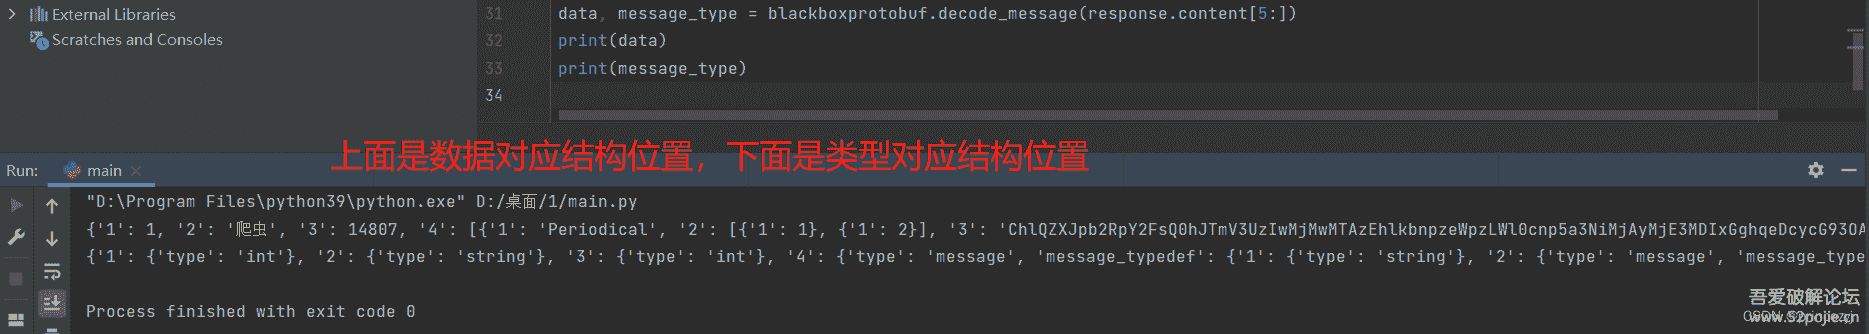 External Libraries
Scratches and Consoles
31 data, message_type = blackboxprotobuf.decode_message(response.content[5:])
32 print(data)
33 print(message_type)
34
上面是数据对应结构位置，下面是类型对应结构位置
Run: main
"D:\Program Files\python39\python.exe" D:/桌面/1/main.py
{'1': 1, '2': '爬虫', '3': 14807, '4': [{'1': 'Periodical', '2': [{'1': 1}, {'1': 2}], '3':
{'1': {'type': 'int'}, '2': {'type': 'string'}, '3': {'type': 'int'}, '4': {'type': 'message', 'message_typedef': {'1': {'type': 'string'}, '2': {'type': 'message', 'message_type
Process finished with exit code 0
吾爱破解论坛
www.52pojie.cn